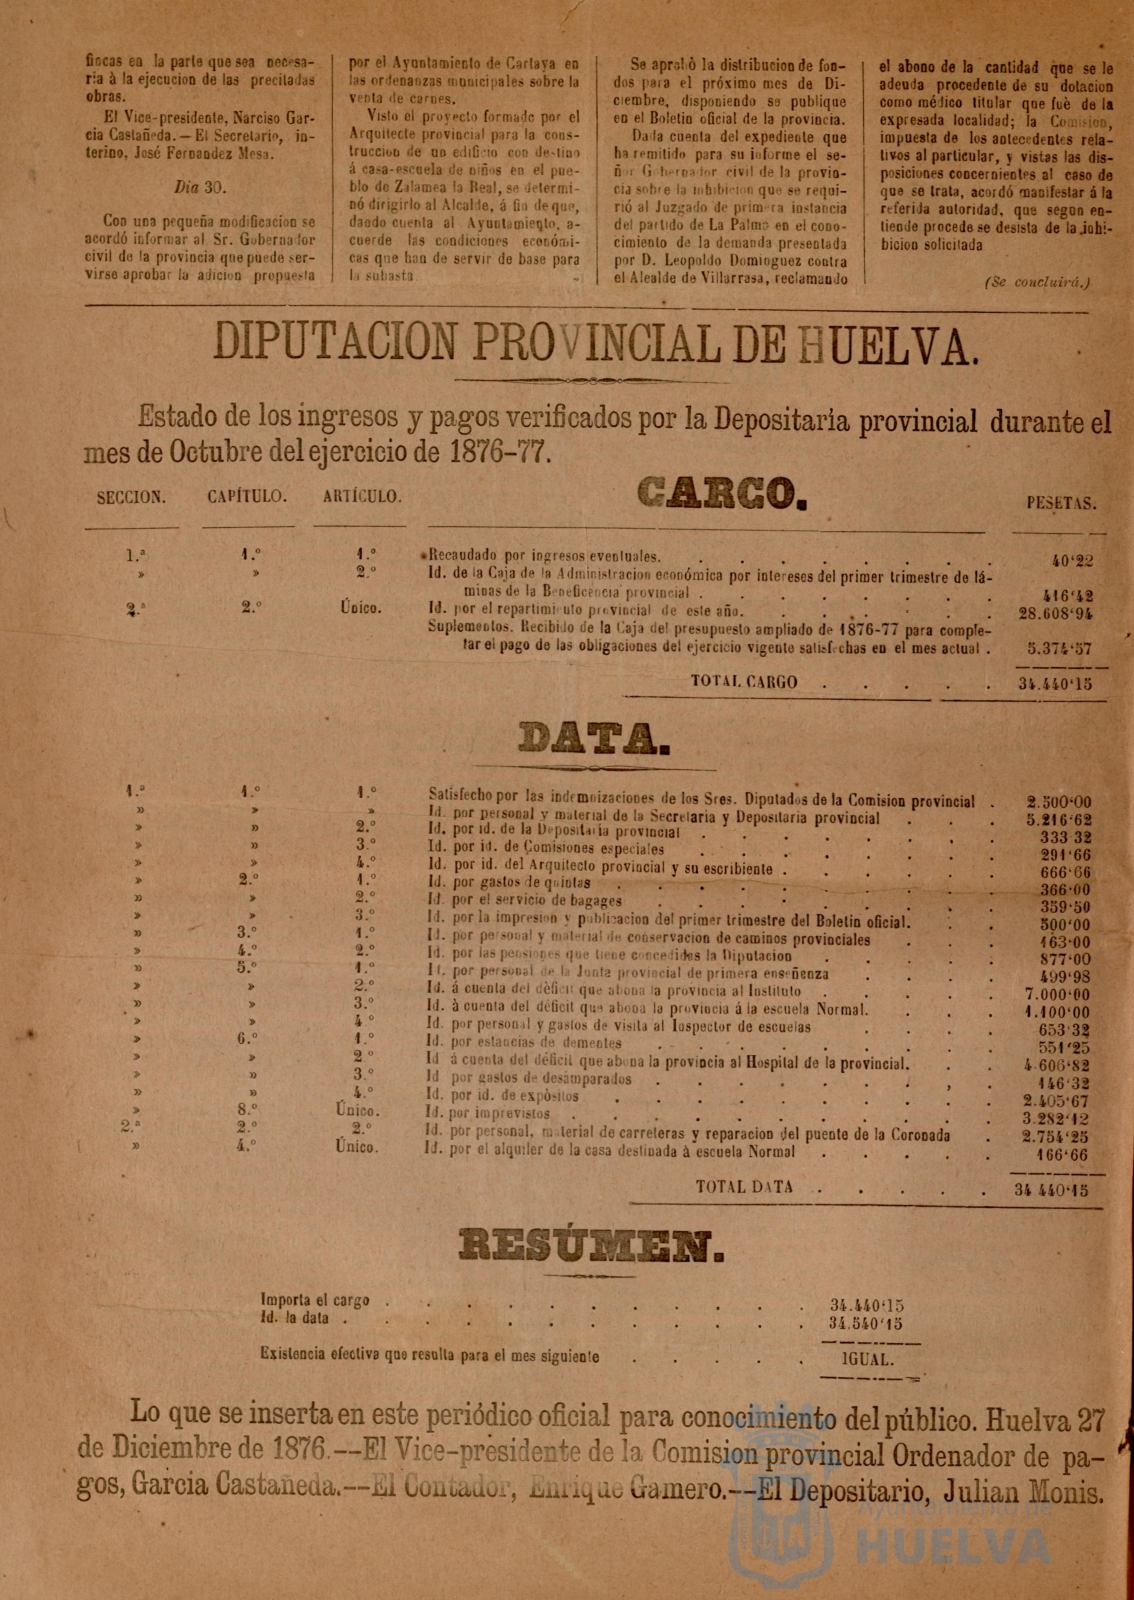 fincas en la parte que sea necesa-
ria à la ejecucion de las precitadas
obras.
El Vice-presidente, Narciso Gar-
cia Castañeda.—El Secretario, in-
terino, José Fernandez Mesa.
Dia 30.
Con una pequeña modificacion se
acordó informar al Sr. Gobernador
civil de la provincia que puede ser-
virse aprobar la adicion propuesta
por el Ayuntamiento de Cartaya en
las ordenanzas municipales sobre la
venta de carnes.
Visto el proyecto formado por el
Arquitecte provincial para la cons-
truccion de un edificio con destino
á casa-escuela de niños en el pue-
blo de Zalamea la Real, se determi-
nó dirigirlo al Alcalde, á fin de que,
dando cuenta al Ayuntamiento, a-
cuerde las condiciones económi-
cas que han de servir de base para
la subasta.
Se aprobó la distribucion de fon-
dos para el próximo mes de Di-
ciembre, disponiendo se publique
en el Boletin oficial de la provincia.
Dada cuenta del expediente que
ha remitido para su informe el se-
ñor Gobernador civil de la provin-
cia sobre la inhibicion que se requi-
rió al Juzgado de primera instancia
del partido de La Palma en el cono-
cimiento de la demanda presentada
por D. Leopoldo Dominguez contra
el Alcalde de Villarrasa, reclamando
el abono de la cantidad que se le
adeuda procedente de su dotacion
como médico titular que fuè de la
expresada localidad; la Comision,
impuesta de los antecedentes rela-
tivos al particular, y vistas las dis-
posiciones concernientes al caso de
que se trata, acordó manifestar á la
referida autoridad, que segun en-
tiende procede se desista de la inhi-
bicion solicitada
(Se concluirá.)
DIPUTACION PROVINCIAL DE HUELVA.
Estado de los ingresos y pagos verificados por la Depositaría provincial durante el
mes de Octubre del ejercicio de 1876-77.
SECCION. CAPÍTULO. ARTÍCULO. CARGO. PESETAS.
1.ª 1.º 1.º Recaudado por ingresos eventuales. . . . . . . . 40‘22
» » 2.º Id. de la Caja de la Administracion económica por intereses del primer trimestre de lá-
minas de la Beneficencia provincial . . . . . . . 416‘42
2.ª 2.º Único. Id. por el repartimiento provincial de este año. . . . . . 28.608‘94
Suplementos. Recibido de la Caja del presupuesto ampliado de 1876-77 para comple-
tar el pago de las obligaciones del ejercicio vigente satisfechas en el mes actual . 5.374‘57
TOTAL CARGO . . . . . 34.440‘15
DATA.
1.ª 1.º 1.º Satisfecho por las indemnizaciones de los Sres. Diputados de la Comision provincial . 2.500‘00
» » » Id. por personal y material de la Secretaria y Depositaria provincial . . . 5.216‘62
» » 2.º Id. por id. de la Depositaría provincial . . . . . . 333 32
» » 3.º Id. por id. de Comisiones especiales . . . . . . 291‘66
» » 4.º Id. por id. del Arquitecto provincial y su escribiente . . . . . 666‘66
» 2.º 1.º Id. por gastos de quintas . . . . . . . 366‘00
» » 2.º Id. por el servicio de bagages . . . . . . . 359‘50
» » 3.º Id. por la impresion y publicacion del primer trimestre del Boletin oficial. . . 500‘00
» 3.º 1.º Id. por personal y material de conservacion de caminos provinciales . . . 163‘00
» 4.º 2.º Id. por las pensiones que tiene concedidas la Diputacion . . . . . 877‘00
» 5.º 1.º Id. por personal de la Junta provincial de primera enseñenza . . . . 499‘98
» » 2.º Id. á cuenta del dèficit que abona la provincia al Instituto . . . . . 7.000‘00
» » 3.º Id. à cuenta del déficit que abona la provincia á la escuela Normal. . . . 1.100‘00
» » 4º Id. por personal y gastos de visita al Inspector de escuelas . . . . 653‘32
» 6.º 1.º Id. por estancias de dementes . . . . . . . 551‘25
» » 2º Id á cuenta del déficit que abona la provincia al Hospital de la provincial. . . 4.606‘82
» » 3.º Id por gastos de desamparados . . . . . . . 146‘32
» » 4.º Id. por id. de expósitos . . . . . . . . 2.405‘67
» 8.º Único. Id. por imprevistos . . . . . . . . 3.282‘12
2.ª 2.º 2.º Id. por personal, material de carreteras y reparacion del puente de la Coronada . 2.754‘25
» 4.º Único. Id. por el alquiler de la casa destinada à escuela Normal . . . . 166‘66
TOTAL DATA . . . . . 34 440‘15
RESÚMEN.
Importa el cargo . . . . . . . . . . . 34.440‘15
Id. la data . . . . . . . . . . . . 34.540‘15
Existencia efectiva que resulta para el mes siguiente . . . . . IGUAL.
Lo que se inserta en este periódico oficial para conocimiento del público. Huelva 27
de Diciembre de 1876.--El Vice-presidente de la Comision provincial Ordenador de pa-
gos, Garcia Castañeda.--El Contador, Enrique Gamero.--El Depositario, Julian Monis.
Ayuntamiento de
HUELVA